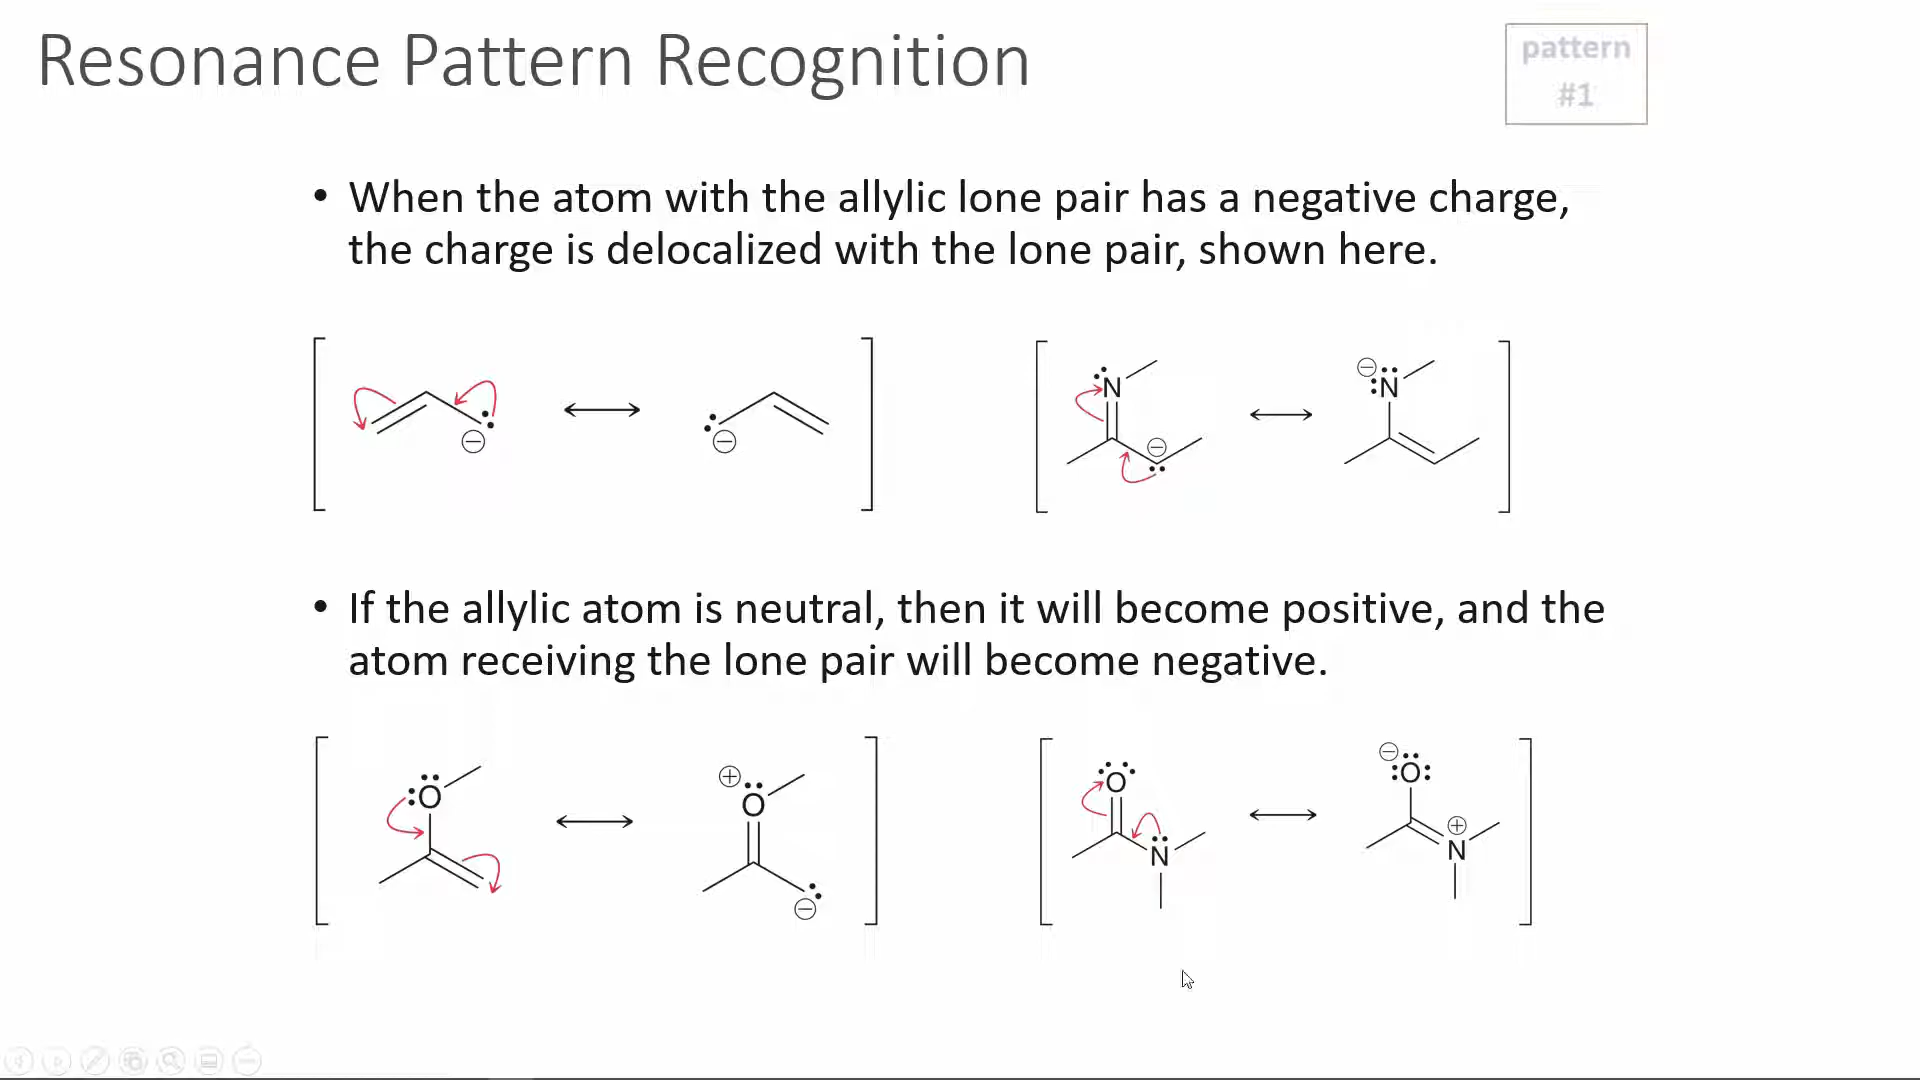 Resonance Pattern Recognition
pattern
#1
• When the atom with the allylic lone pair has a negative charge,
the charge is delocalized with the lone pair, shown here.
N
N
• If the allylic atom is neutral, then it will become positive, and the
atom receiving the lone pair will become negative.
O
O
O
N
O
N